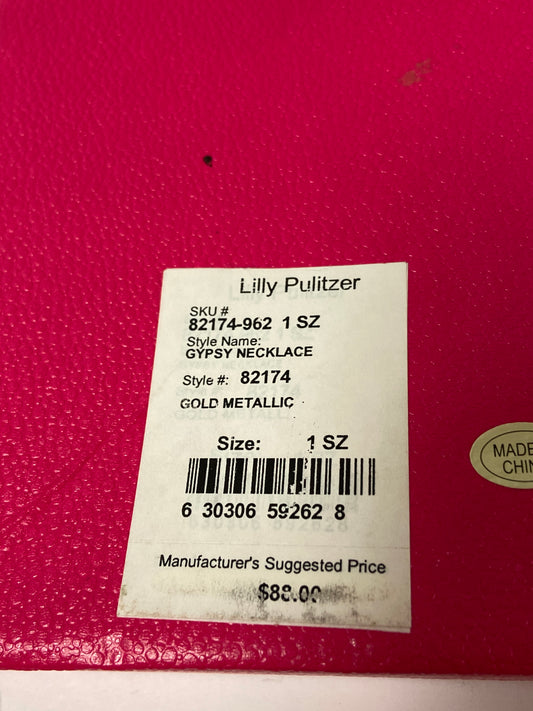 Lilly Pulitzer
SKU #
82174-962 1 SZ
Style Name:
GYPSY NECKLACE
Style #: 82174
GOLD METALLIC
Size: 1 SZ
6 30306 59262 8
Manufacturer's Suggested Price
MADE